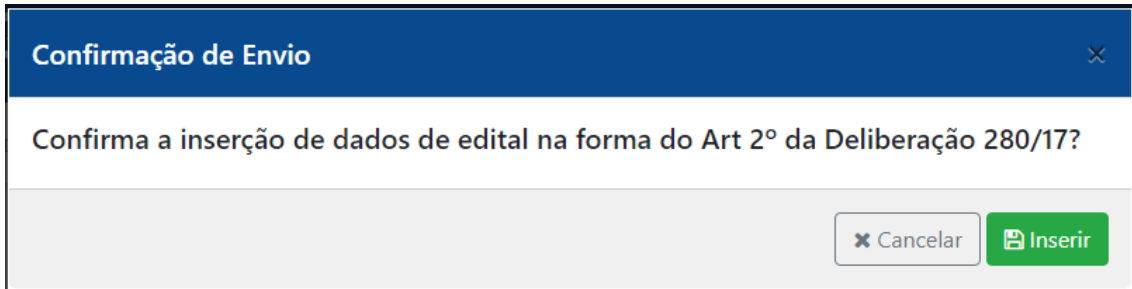 Confirmação de Envio
Confirma a inserção de dados de edital na forma do Art 2º da Deliberação 280/17?
Cancelar
Inserir